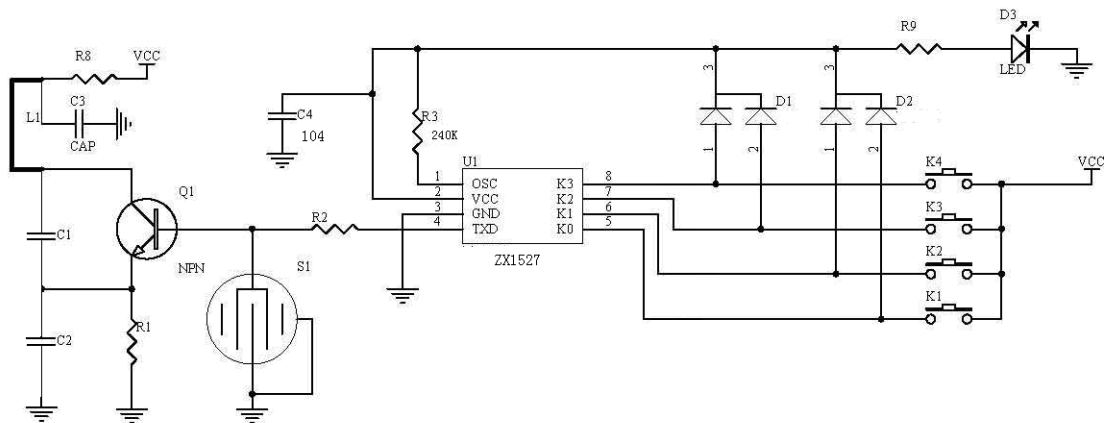 R8
VCC
C3
L1
CAP
C4
104
R3
240K
R9
D3
LED
3
D1
1
2
3
D2
1
2
U1
1 OSC K3 8
2 VCC K2 7
3 GND K1 6
4 TXD K0 5
ZX1527
K4
VCC
K3
K2
K1
Q1
NPN
R2
S1
C1
R1
C2